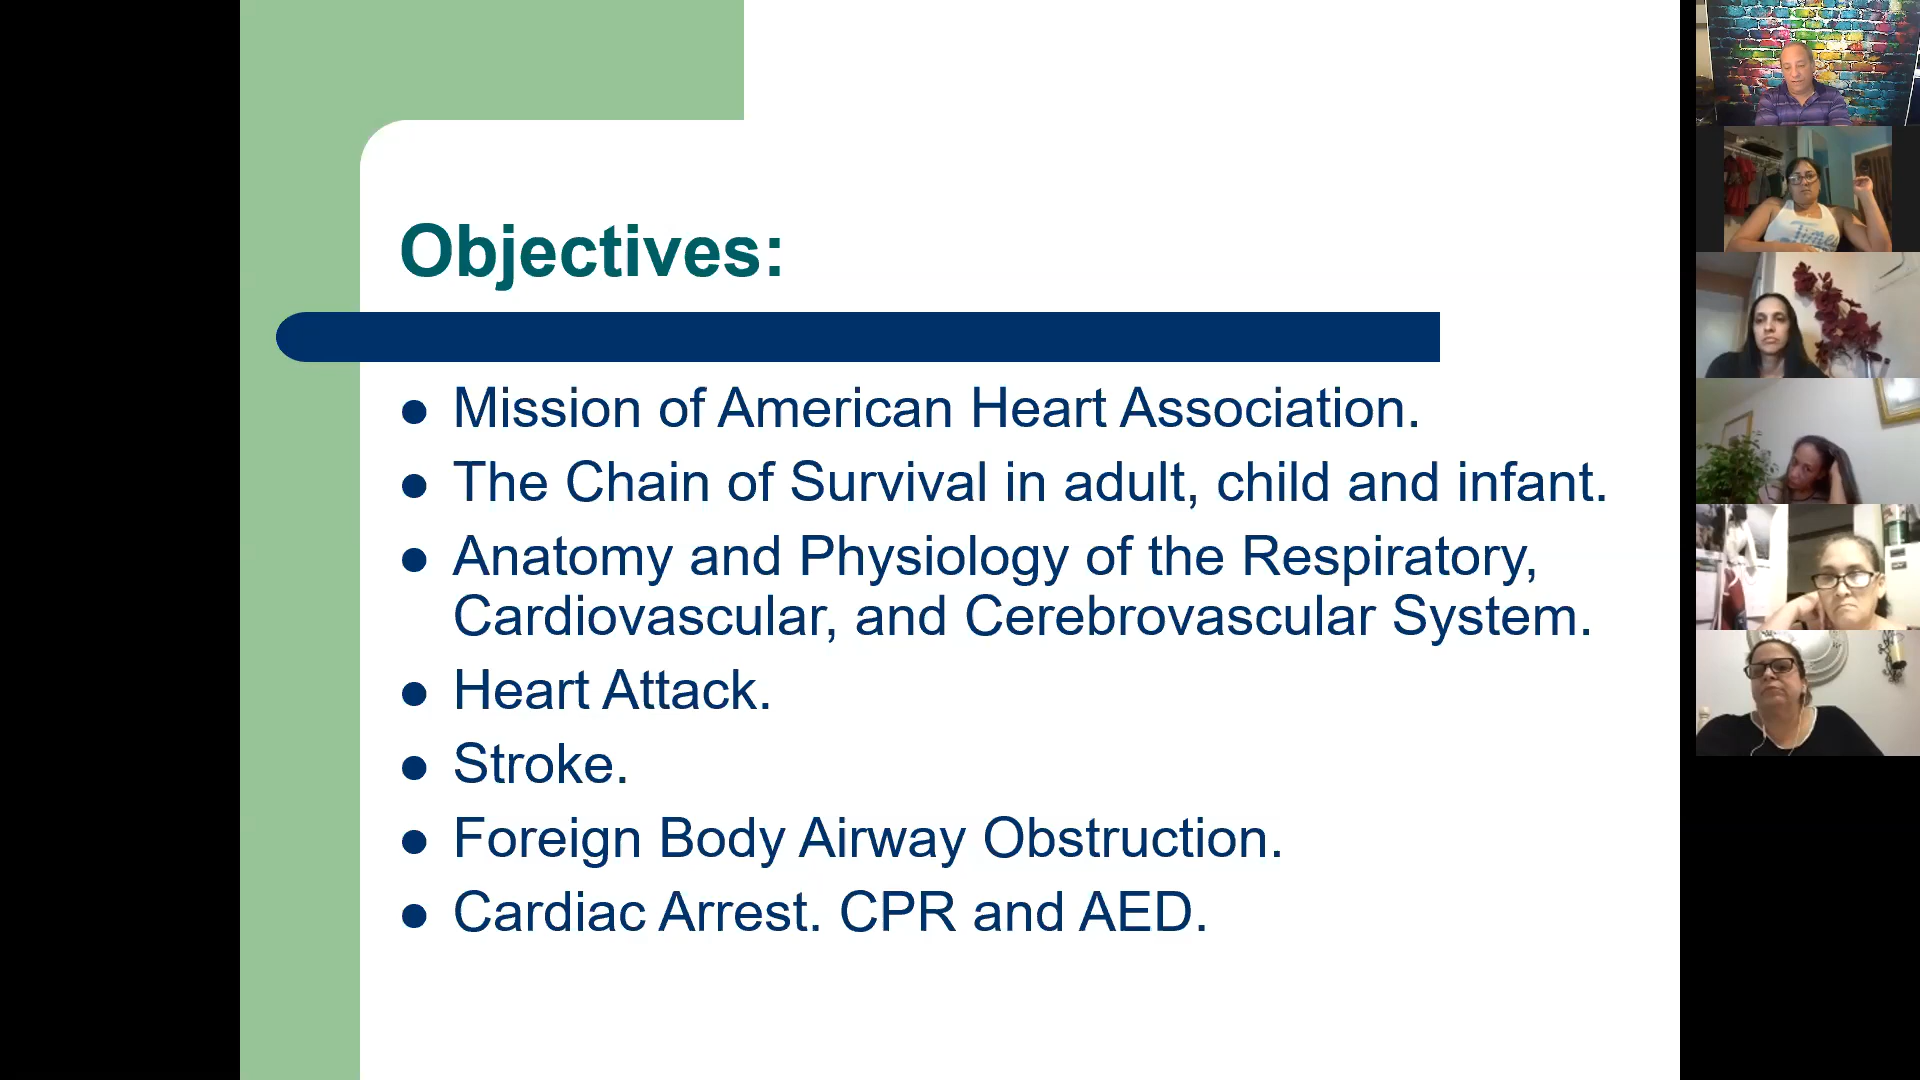 Objectives:
Mission of American Heart Association.
The Chain of Survival in adult, child and infant.
Anatomy and Physiology of the Respiratory,
Cardiovascular, and Cerebrovascular System.
Heart Attack.
Stroke.
Foreign Body Airway Obstruction.
Cardiac Arrest. CPR and AED.